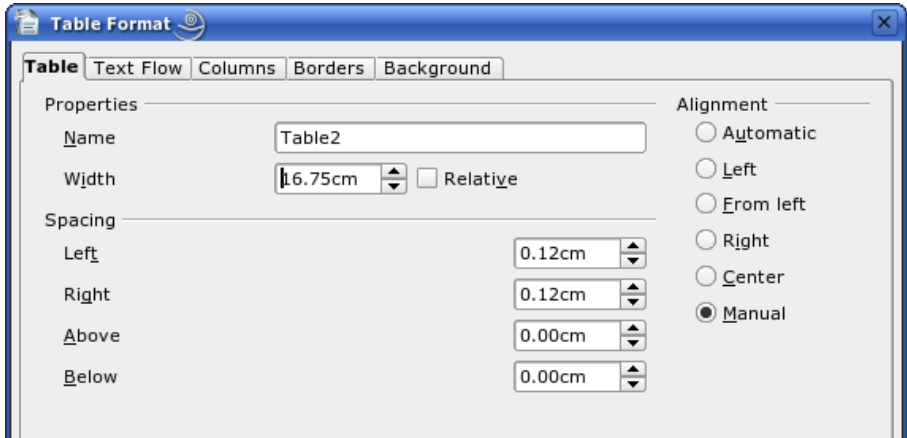 Table Format
Table Text Flow Columns Borders Background
Properties
Name Table2
Width 16.75cm Relative
Spacing
Left 0.12cm
Right 0.12cm
Above 0.00cm
Below 0.00cm
Alignment
Automatic
Left
From left
Right
Center
Manual